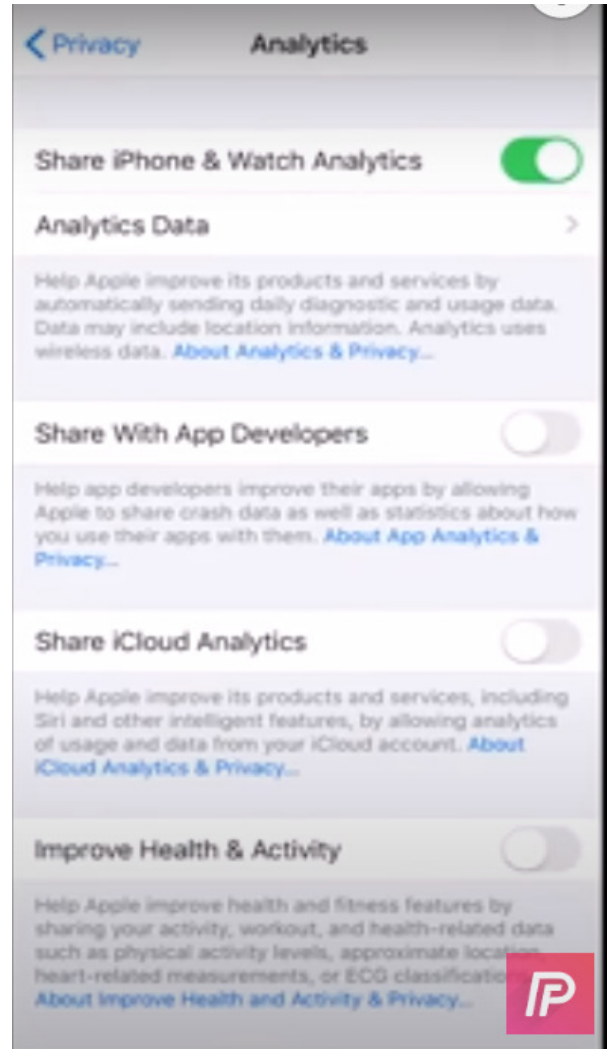 Privacy
Analytics
Share iPhone & Watch Analytics
Analytics Data
Help Apple improve its products and services by
automatically sending daily diagnostic and usage data.
Data may include location information. Analytics uses
wireless data. About Analytics & Privacy...
Share With App Developers
Help app developers improve their apps by allowing
Apple to share crash data as well as statistics about how
you use their apps with them. About App Analytics &
Privacy...
Share iCloud Analytics
Help Apple improve its products and services, including
Siri and other intelligent features, by allowing analytics
of usage and data from your iCloud account. About
iCloud Analytics & Privacy...
Improve Health & Activity
Help Apple improve health and fitness features by
sharing your activity, workout, and health-related data
such as physical activity levels, approximate location,
heart-related measurements, or ECG classificati
About Improve Health and Activity & Privacy...
IP